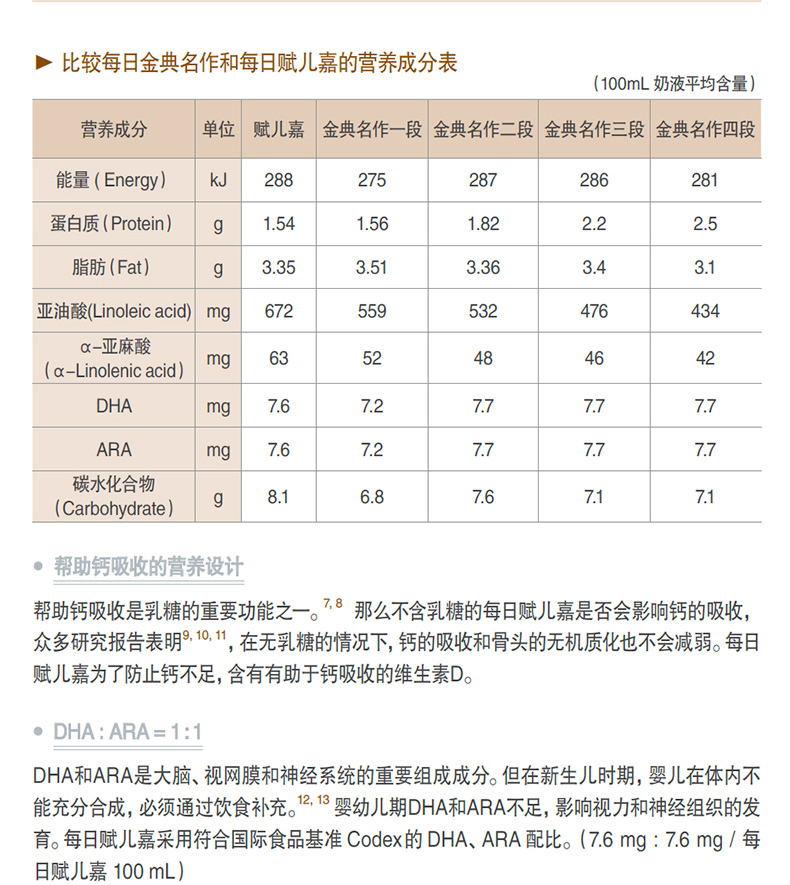 ► 比较每日金典名作和每日赋儿嘉的营养成分表
(100mL 奶液平均含量)
营养成分 单位 赋儿嘉 金典名作一段 金典名作二段 金典名作三段 金典名作四段
能量 ( Energy ) kJ 288 275 287 286 281
蛋白质 ( Protein ) g 1.54 1.56 1.82 2.2 2.5
脂肪 ( Fat ) g 3.35 3.51 3.36 3.4 3.1
亚油酸(Linoleic acid) mg 672 559 532 476 434
α-亚麻酸
( α-Linolenic acid ) mg 63 52 48 46 42
DHA mg 7.6 7.2 7.7 7.7 7.7
ARA mg 7.6 7.2 7.7 7.7 7.7
碳水化合物
( Carbohydrate ) g 8.1 6.8 7.6 7.1 7.1
● 帮助钙吸收的营养设计
帮助钙吸收是乳糖的重要功能之一。7, 8 那么不含乳糖的每日赋儿嘉是否会影响钙的吸收，
众多研究报告表明9, 10, 11，在无乳糖的情况下，钙的吸收和骨头的无机质化也不会减弱。每日
赋儿嘉为了防止钙不足，含有有助于钙吸收的维生素D。
● DHA : ARA = 1 : 1
DHA和ARA是大脑、视网膜和神经系统的重要组成成分。但在新生儿时期，婴儿在体内不
能充分合成，必须通过饮食补充。12, 13 婴幼儿期DHA和ARA不足，影响视力和神经组织的发
育。每日赋儿嘉采用符合国际食品基准 Codex 的 DHA、ARA 配比。( 7.6 mg : 7.6 mg / 每
日赋儿嘉 100 mL )